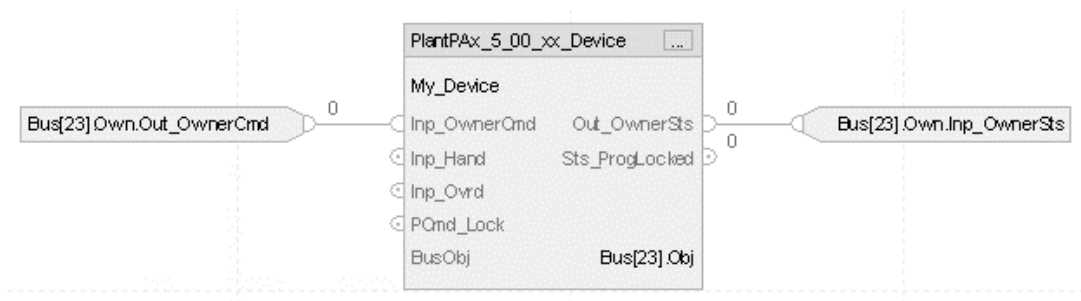 PlantPAx_5_00_xx_Device ...
My_Device
Bus[23].Own.Out_OwnerCmd 0 Inp_OwnerCmd Out_OwnerSts 0 Bus[23].Own.Inp_OwnerSts
Inp_Hand Sts_ProgLocked 0
Inp_Ovrd
PCmd_Lock
BusObj Bus[23].Obj